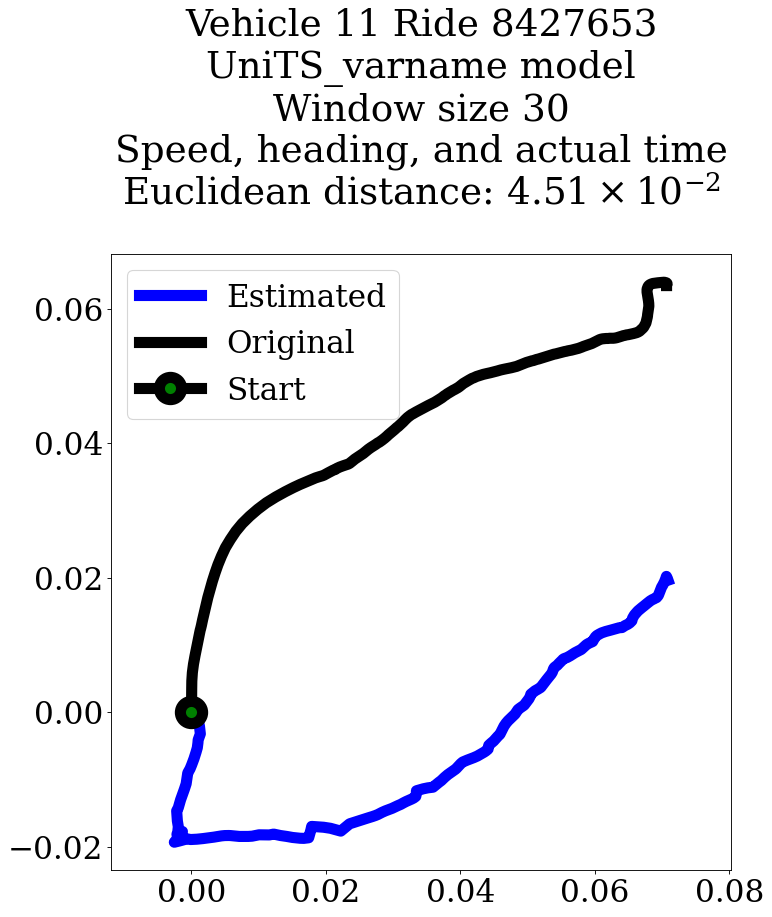 Vehicle 11 Ride 8427653
UniTS_varname model
Window size 30
Speed, heading, and actual time
Euclidean distance: 4.51 × 10⁻²
Estimated
Original
Start
0.06
0.04
0.02
0.00
−0.02
0.00 0.02 0.04 0.06 0.08